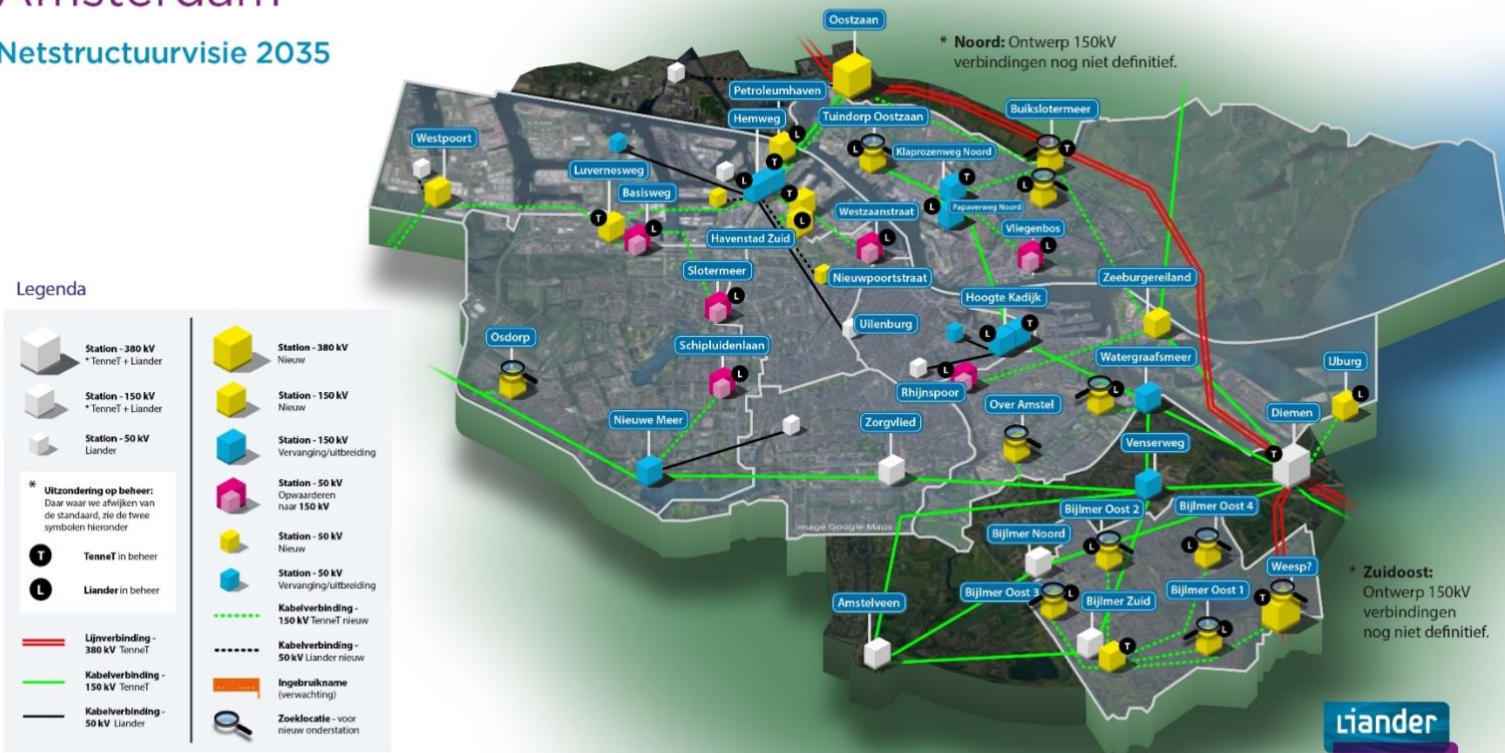 Amsterdam
Netstructuurvisie 2035
* Noord: Ontwerp 150kV
verbindingen nog niet definitief.
Oostzaan
Petroleumhaven
Hemweg
Tuindorp Oostzaan
Buikslotermeer
Westpoort
Luvernesweg
Basisweg
Klaprozenweg Noord
Papaverweg Noord
Westzaanstraat
Havenstad Zuid
Vliegenbos
Slotermeer
Nieuwpoortstraat
Zeeburgereiland
Hoogte Kadijk
Uilenburg
Osdorp
Schipluidenlaan
Watergraafsmeer
IJburg
Rhijnspoor
Over Amstel
Diemen
Nieuwe Meer
Zorgvlied
Venserweg
Image Google Maps
Bijlmer Oost 2
Bijlmer Oost 4
Bijlmer Noord
Weesp?
Bijlmer Oost 3
Bijlmer Zuid
Bijlmer Oost 1
Amstelveen
T
L
* Zuidoost:
Ontwerp 150kV
verbindingen
nog niet definitief.
Legenda
Station - 380 kV
* TenneT + Liander
Station - 150 kV
* TenneT + Liander
Station - 50 kV
Liander
* Uitzondering op beheer:
Daar waar we afwijken van
de standaard, zie de twee
symbolen hieronder
T TenneT in beheer
L Liander in beheer
Lijnverbinding -
380 kV TenneT
Kabelverbinding -
150 kV TenneT
Kabelverbinding -
50 kV Liander
Station - 380 kV
Nieuw
Station - 150 kV
Nieuw
Station - 150 kV
Vervanging/uitbreiding
Station - 50 kV
Opwaarderen
naar 150 kV
Station - 50 kV
Nieuw
Station - 50 kV
Vervanging/uitbreiding
Kabelverbinding -
150 kV TenneT nieuw
Kabelverbinding -
50 kV Liander nieuw
Ingebruikname
(verwachting)
Zoeklocatie - voor
nieuw onderstation
Liander